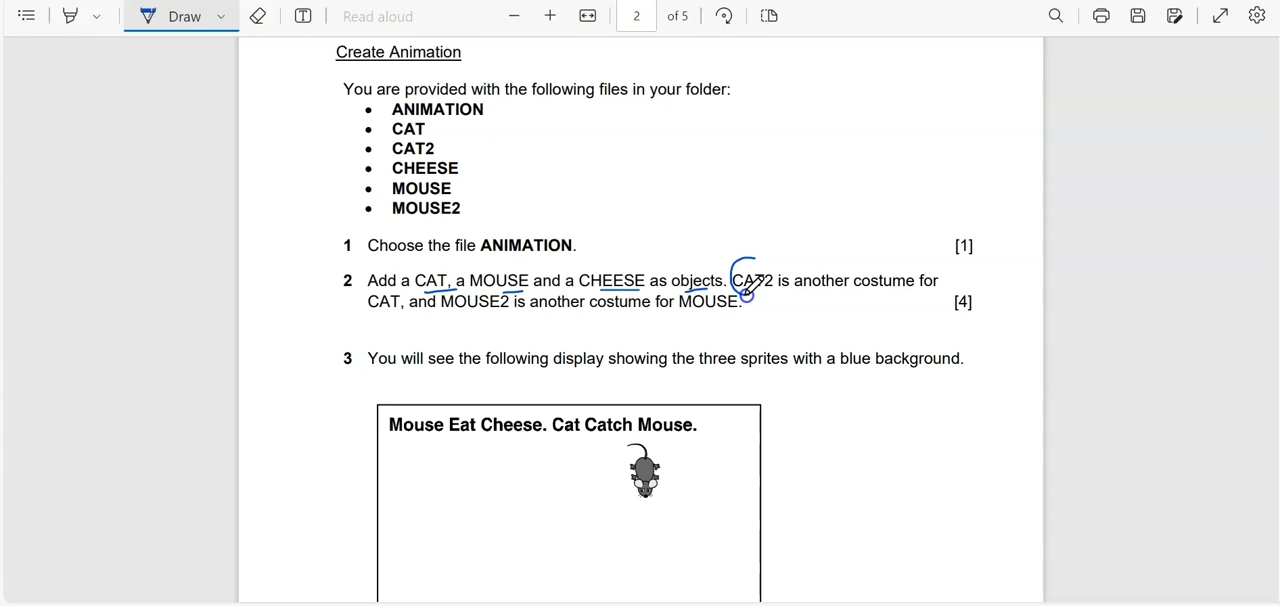 Draw
Read aloud
2
of 5
Create Animation
You are provided with the following files in your folder:
• ANIMATION
• CAT
• CAT2
• CHEESE
• MOUSE
• MOUSE2
1 Choose the file ANIMATION. [1]
2 Add a CAT, a MOUSE and a CHEESE as objects. CAT2 is another costume for
CAT, and MOUSE2 is another costume for MOUSE. [4]
3 You will see the following display showing the three sprites with a blue background.
Mouse Eat Cheese. Cat Catch Mouse.